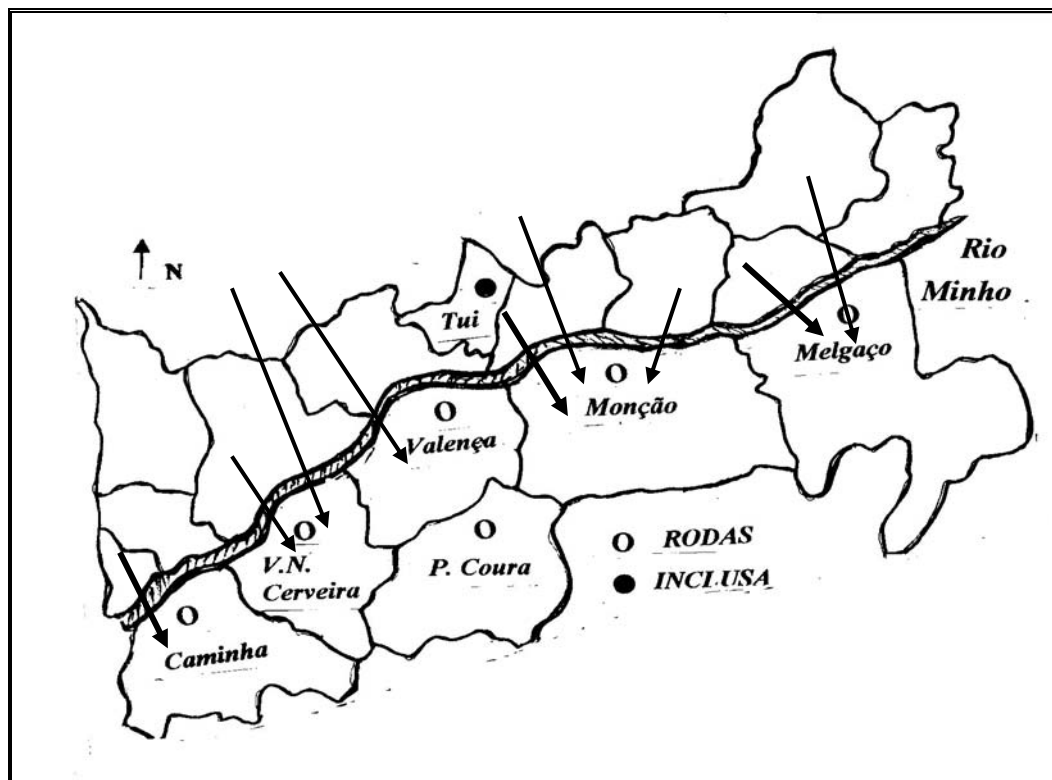 N
Tui
Rio
Minho
Melgaço
Monção
Valença
V.N.
Cerveira
P. Coura
Caminha
RODAS
INCLUSA